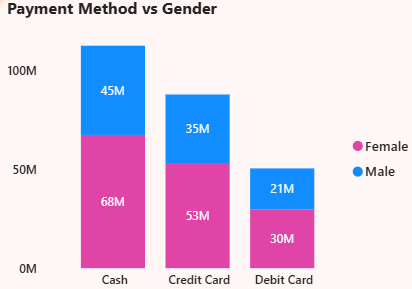 Payment Method vs Gender
100M
50M
0M
45M
68M
35M
53M
21M
30M
Cash
Credit Card
Debit Card
Female
Male